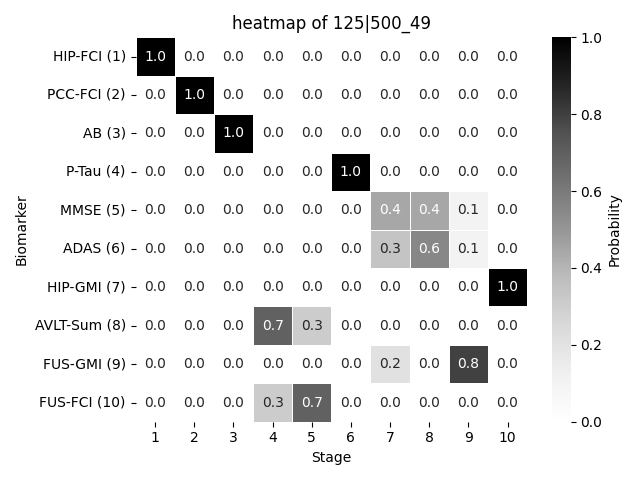 heatmap of 125|500_49
HIP-FCI (1) 1.0 0.0 0.0 0.0 0.0 0.0 0.0 0.0 0.0 0.0
PCC-FCI (2) 0.0 1.0 0.0 0.0 0.0 0.0 0.0 0.0 0.0 0.0
AB (3) 0.0 0.0 1.0 0.0 0.0 0.0 0.0 0.0 0.0 0.0
P-Tau (4) 0.0 0.0 0.0 0.0 0.0 1.0 0.0 0.0 0.0 0.0
MMSE (5) 0.0 0.0 0.0 0.0 0.0 0.0 0.4 0.4 0.1 0.0
ADAS (6) 0.0 0.0 0.0 0.0 0.0 0.0 0.3 0.6 0.1 0.0
HIP-GMI (7) 0.0 0.0 0.0 0.0 0.0 0.0 0.0 0.0 0.0 1.0
AVLT-Sum (8) 0.0 0.0 0.0 0.7 0.3 0.0 0.0 0.0 0.0 0.0
FUS-GMI (9) 0.0 0.0 0.0 0.0 0.0 0.0 0.2 0.0 0.8 0.0
FUS-FCI (10) 0.0 0.0 0.0 0.3 0.7 0.0 0.0 0.0 0.0 0.0
1 2 3 4 5 6 7 8 9 10
Stage
Biomarker
1.0
0.8
0.6
0.4
0.2
0.0
Probability